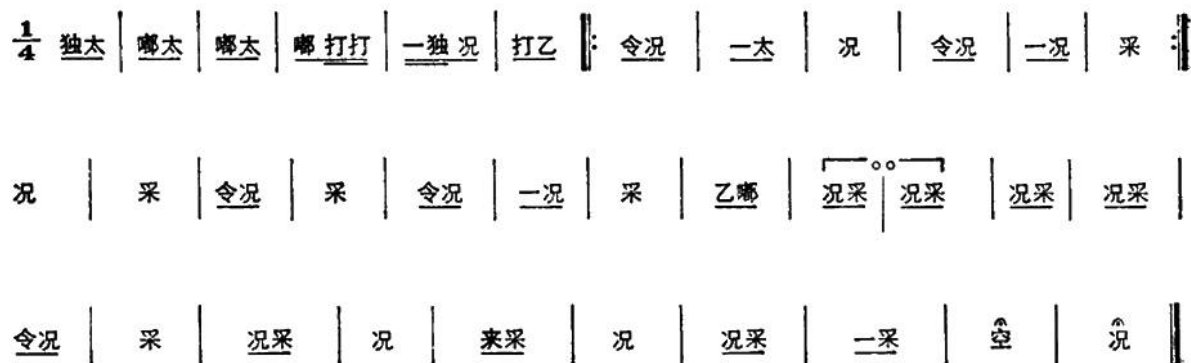 1/4 独太 | 嘟太 | 嘟太 | 嘟 打打 | 一独 况 | 打乙 ‖: 令况 | 一太 | 况 | 令况 | 一况 | 采 :‖
况 | 采 | 令况 | 采 | 令况 | 一况 | 采 | 乙嘟 | 况采 | 况采 | 况采 | 况采 |
令况 | 采 | 况采 | 况 | 来采 | 况 | 况采 | 一采 | 空 | 况 ‖